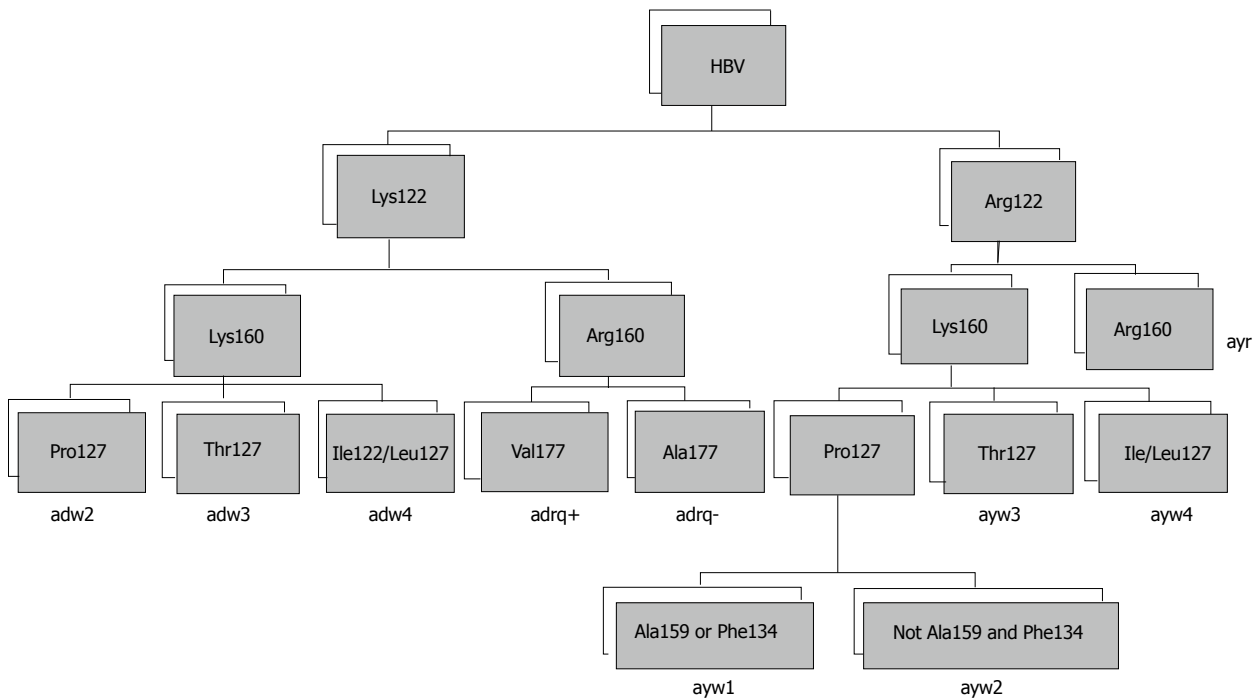 HBV
Lys122
Arg122
Lys160
Arg160
Lys160
Arg160
ayr
Pro127
Thr127
Ile122/Leu127
Val177
Ala177
Pro127
Thr127
Ile/Leu127
adw2
adw3
adw4
adrq+
adrq-
ayw3
ayw4
Ala159 or Phe134
Not Ala159 and Phe134
ayw1
ayw2